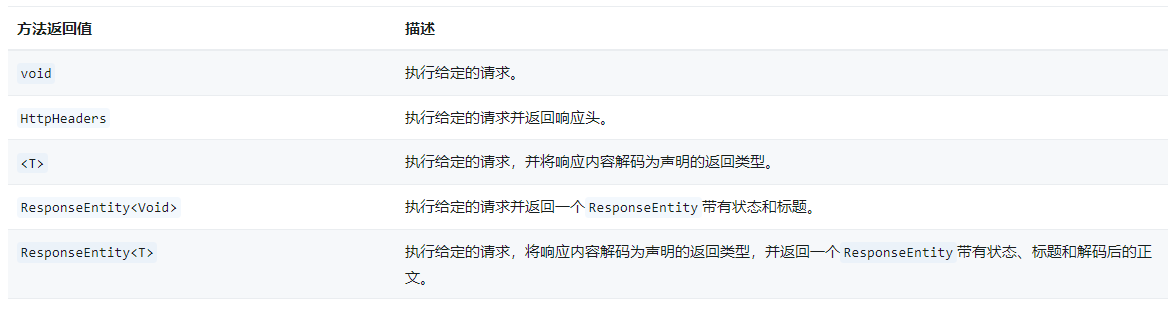 方法返回值 描述
void 执行给定的请求。
HttpHeaders 执行给定的请求并返回响应头。
<T> 执行给定的请求，并将响应内容解码为声明的返回类型。
ResponseEntity<Void> 执行给定的请求并返回一个 ResponseEntity 带有状态和标题。
ResponseEntity<T> 执行给定的请求，将响应内容解码为声明的返回类型，并返回一个 ResponseEntity 带有状态、标题和解码后的正
文。